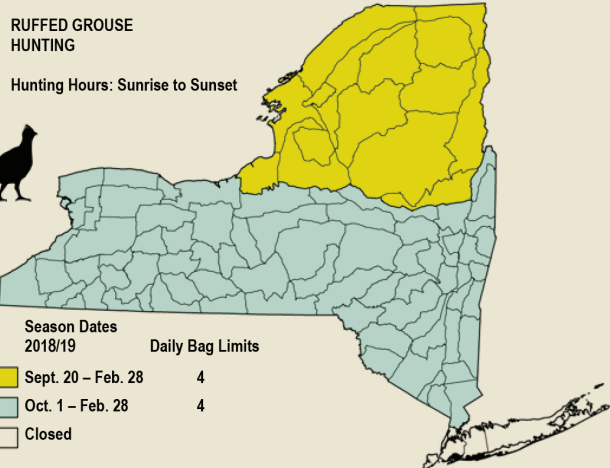 RUFFED GROUSE
HUNTING
Hunting Hours: Sunrise to Sunset
Season Dates
2018/19 Daily Bag Limits
Sept. 20 – Feb. 28 4
Oct. 1 – Feb. 28 4
Closed